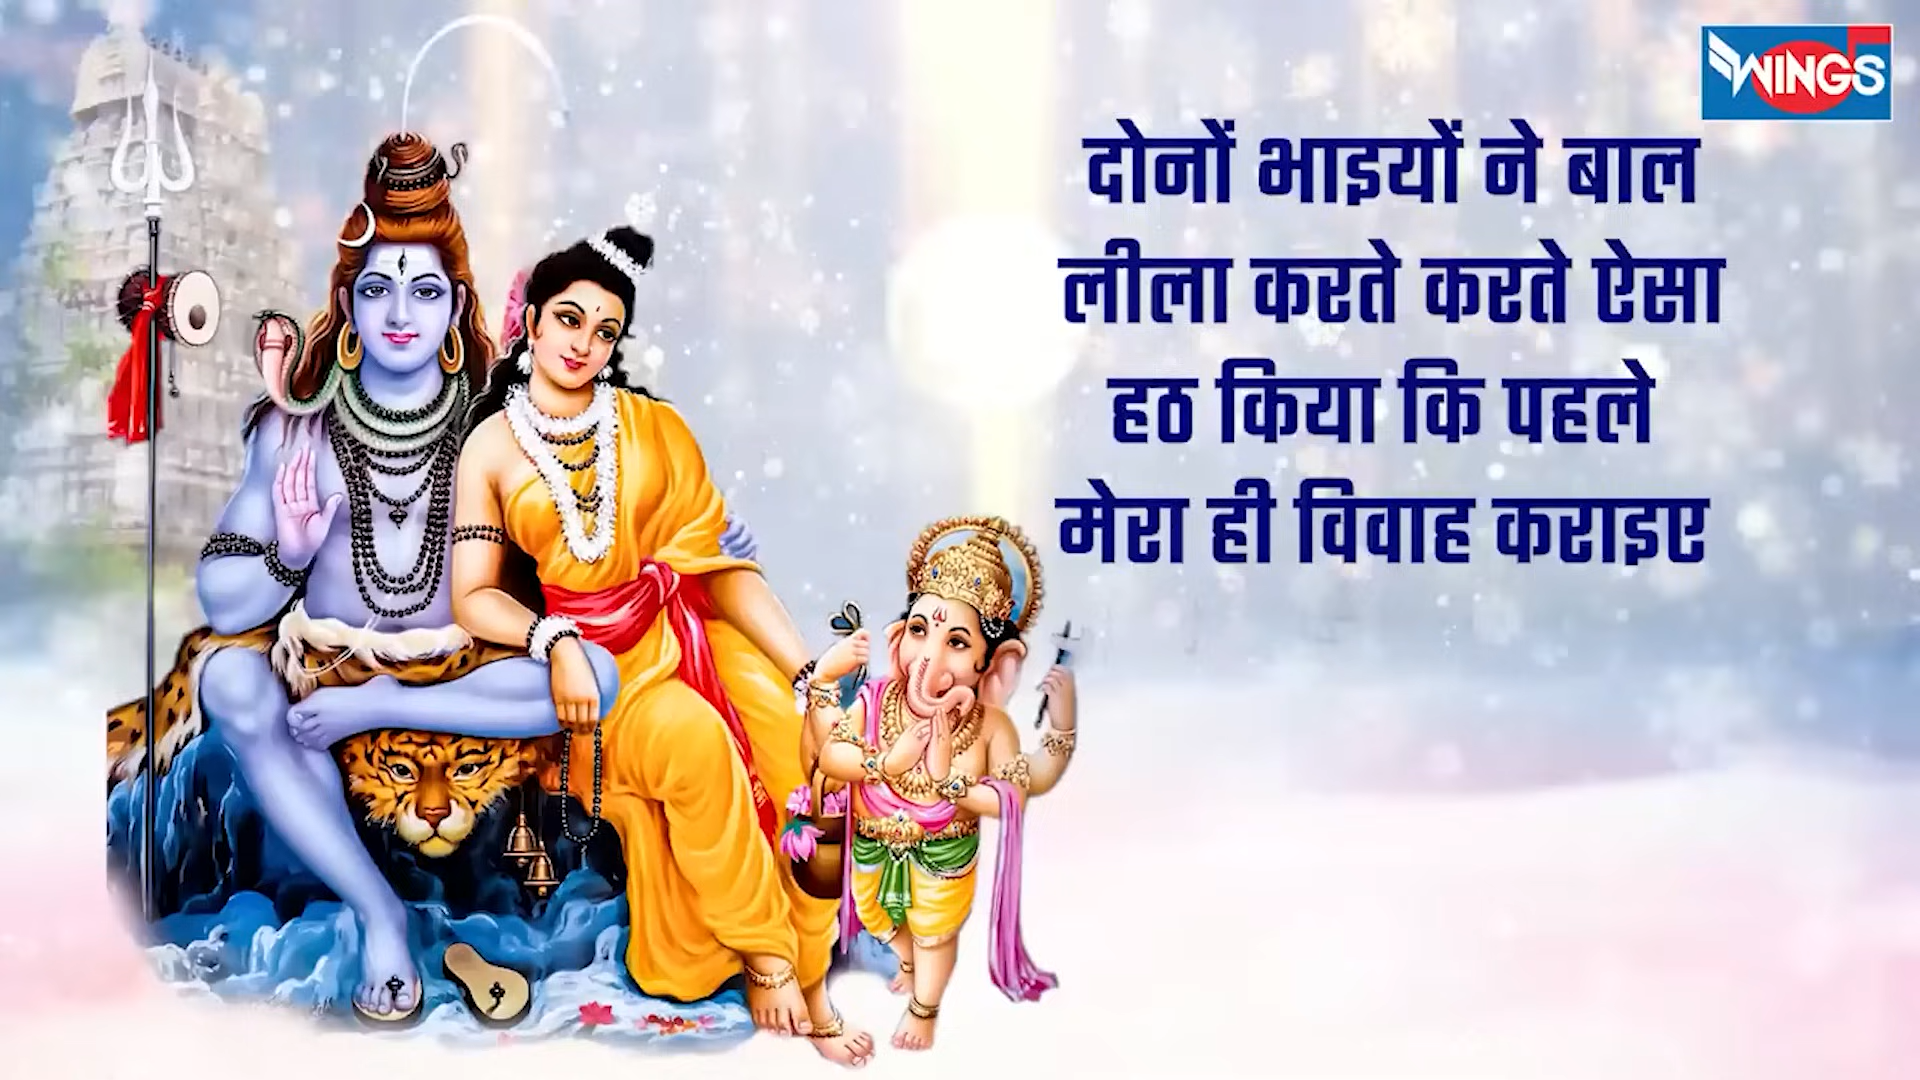 WINGS
दोनों भाइयों ने बाल
लीला करते करते ऐसा
हठ किया कि पहले
मेरा ही विवाह कराइए